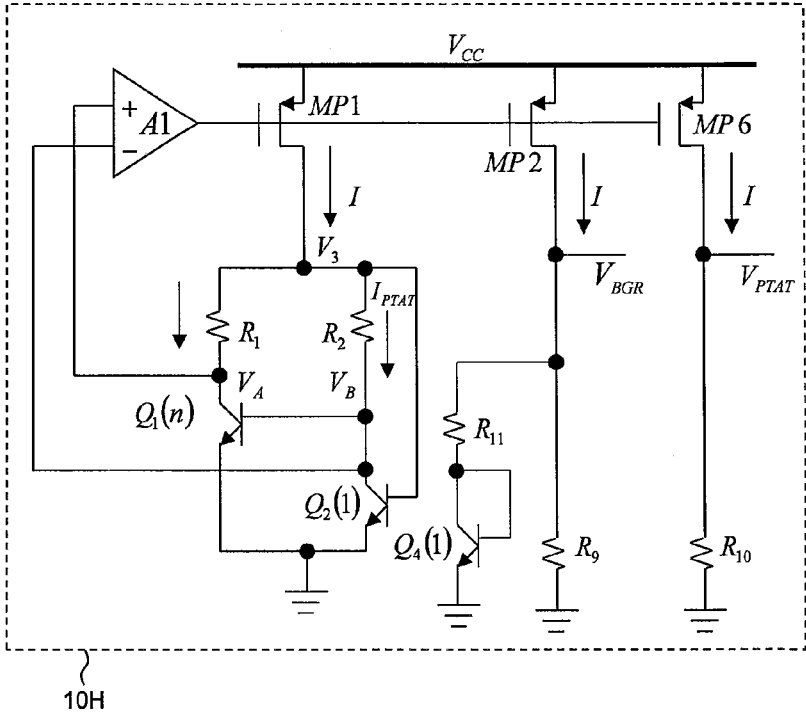 V_CC
+
A1
−
MP1
MP2
MP6
I
I
I
V_3
V_BGR
V_PTAT
I_PTAT
R_1
R_2
V_A
V_B
Q_1(n)
R_11
Q_2(1)
Q_4(1)
R_9
R_10
10H